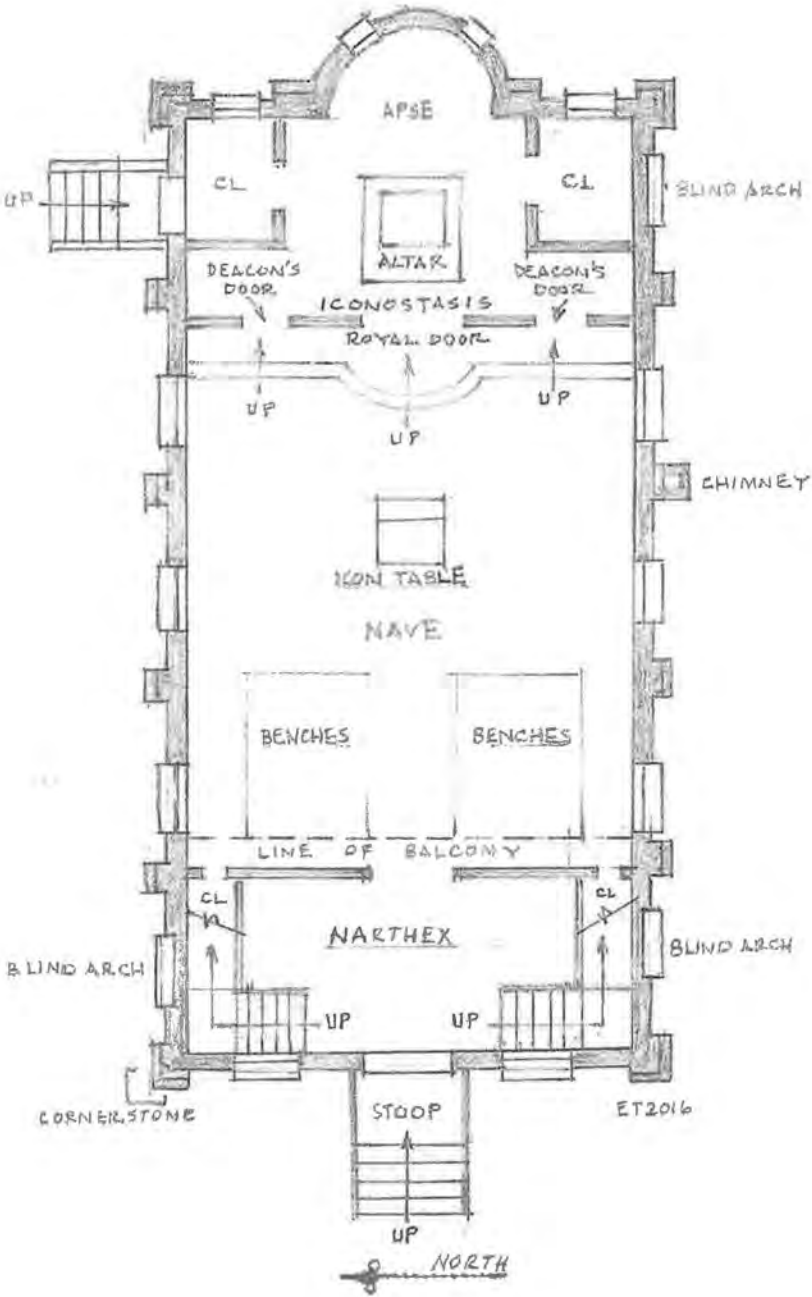 APSE
CL
CL
UP
BLIND ARCH
ALTAR
DEACON'S
DOOR
DEACON'S
DOOR
ICONOSTASIS
ROYAL DOOR
UP
UP
UP
CHIMNEY
ICON TABLE
NAVE
BENCHES
BENCHES
LINE OF BALCONY
CL
CL
NARTHEX
BLIND ARCH
BLIND ARCH
UP
UP
CORNERSTONE
STOOP
ET2016
UP
NORTH